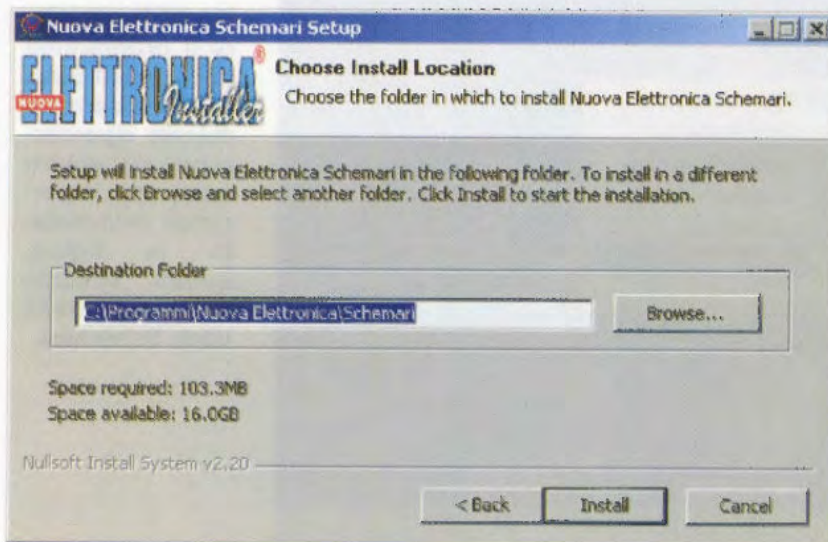 Nuova Elettronica Schemari Setup
NUOVA ELETTRONICA®
Installer
Choose Install Location
Choose the folder in which to install Nuova Elettronica Schemari.
Setup will install Nuova Elettronica Schemari in the following folder. To install in a different
folder, click Browse and select another folder. Click Install to start the installation.
Destination Folder
C:\Programmi\Nuova Elettronica\Schemari
Browse...
Space required: 103.3MB
Space available: 16.0GB
Nullsoft Install System v2.20
< Back
Install
Cancel